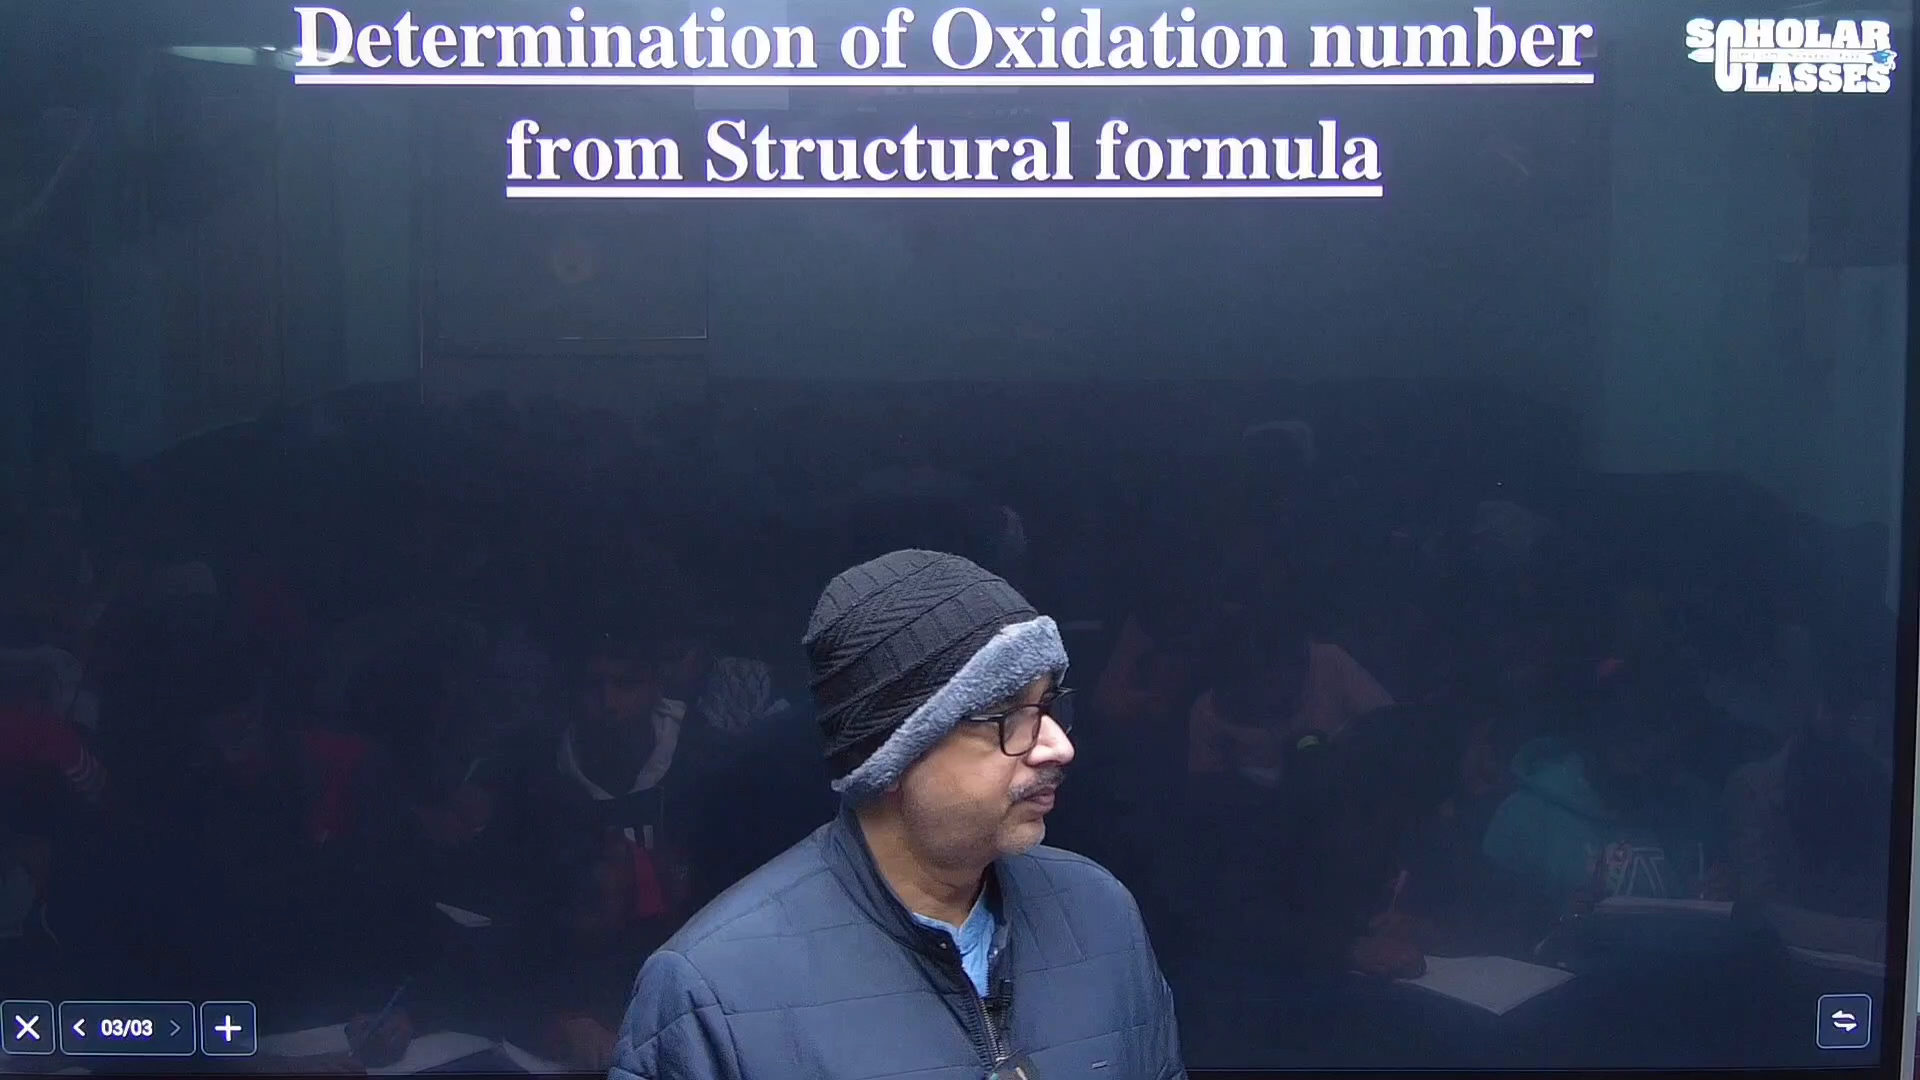 Determination of Oxidation number
from Structural formula
SCHOLAR
CLASSES
03/03